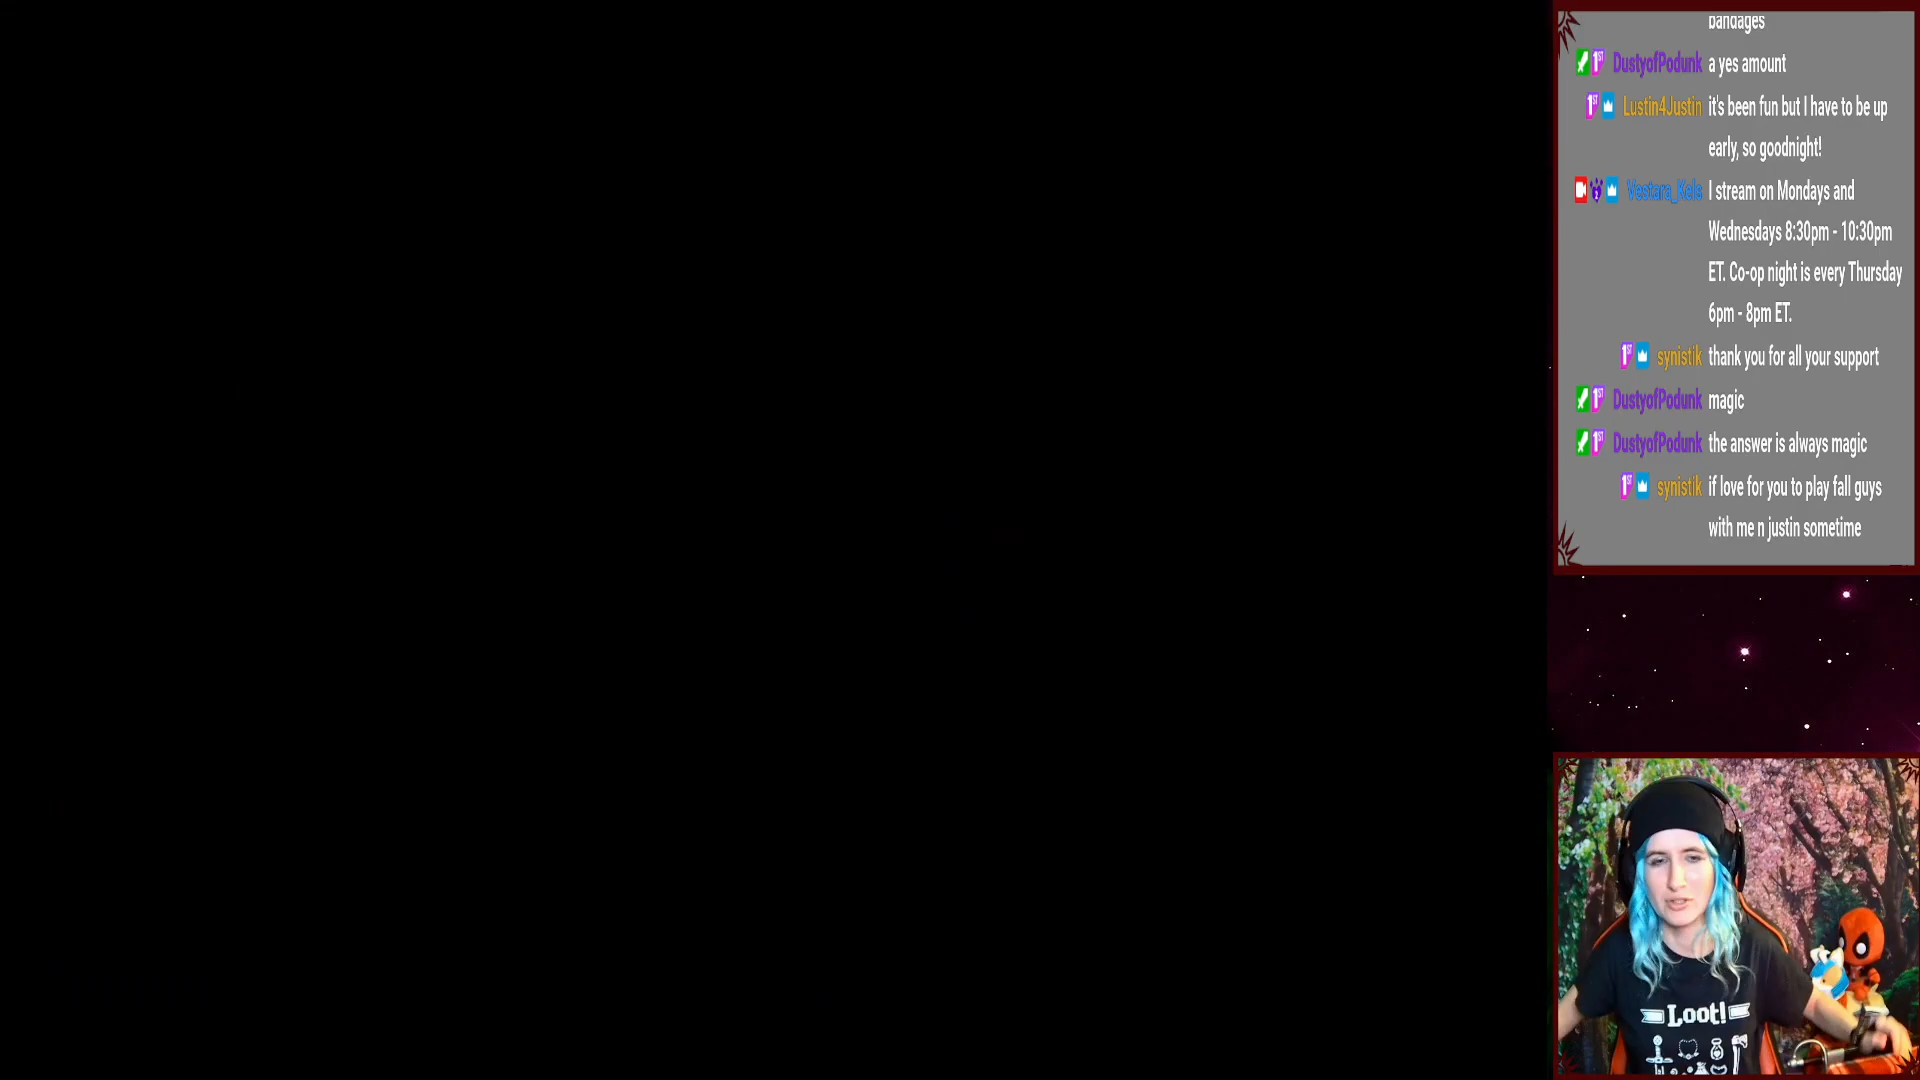 bandages
DustyofPodunk a yes amount
Lustin4Justin it's been fun but I have to be up
early, so goodnight!
Vestara_Kels I stream on Mondays and
Wednesdays 8:30pm - 10:30pm
ET. Co-op night is every Thursday
6pm - 8pm ET.
1ST synistik thank you for all your support
DustyofPodunk magic
DustyofPodunk the answer is always magic
synistik if love for you to play fall guys
with me n justin sometime
Loot!